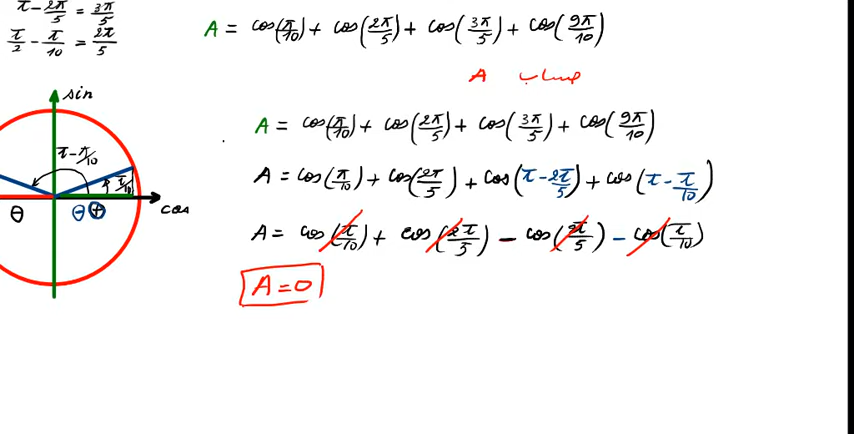 π - 2π/5 = 3π/5
π/2 - π/10 = 2π/5
A = cos(π/10) + cos(2π/5) + cos(3π/5) + cos(9π/10)
حساب A
sin
A = cos(π/10) + cos(2π/5) + cos(3π/5) + cos(9π/10)
π - π/10
π/10
A = cos(π/10) + cos(2π/5) + cos(π - 2π/5) + cos(π - π/10)
cos
A = cos(π/10) + cos(2π/5) - cos(2π/5) - cos(π/10)
A = 0